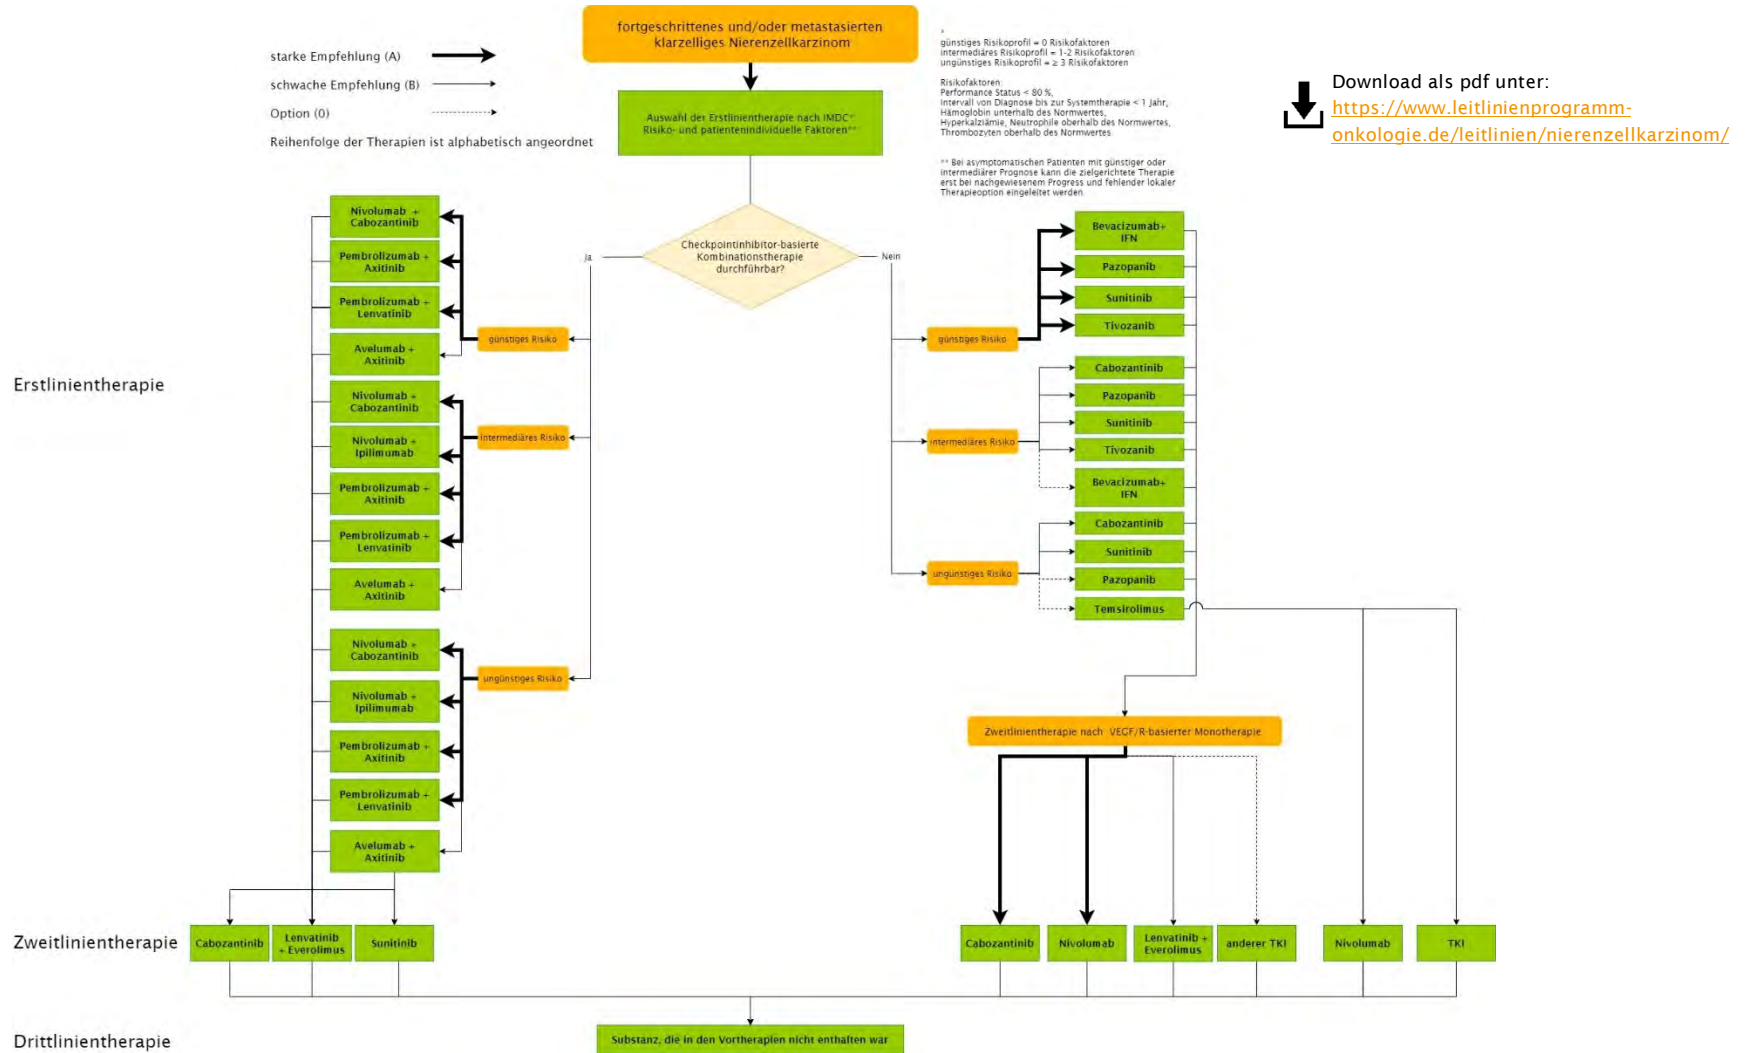 fortgeschrittenes und/oder metastasierten
klarzelliges Nierenzellkarzinom
starke Empfehlung (A)
schwache Empfehlung (B)
Option (0)
Reihenfolge der Therapien ist alphabetisch angeordnet
Auswahl der Erstlinientherapie nach IMDC*
Risiko- und patientenindividuelle Faktoren**
*
günstiges Risikoprofil = 0 Risikofaktoren
intermediäres Risikoprofil = 1-2 Risikofaktoren
ungünstiges Risikoprofil = ≥ 3 Risikofaktoren
Risikofaktoren:
Performance Status < 80 %,
Intervall von Diagnose bis zur Systemtherapie < 1 Jahr,
Hämoglobin unterhalb des Normwertes,
Hyperkalziämie, Neutrophile oberhalb des Normwertes,
Thrombozyten oberhalb des Normwertes
** Bei asymptomatischen Patienten mit günstiger oder
intermediärer Prognose kann die zielgerichtete Therapie
erst bei nachgewiesenem Progress und fehlender lokaler
Therapieoption eingeleitet werden.
Download als pdf unter:
https://www.leitlinienprogramm-
onkologie.de/leitlinien/nierenzellkarzinom/
Checkpointinhibitor-basierte
Kombinationstherapie
durchführbar?
Ja
Nein
Erstlinientherapie
günstiges Risiko
Nivolumab +
Cabozantinib
Pembrolizumab +
Axitinib
Pembrolizumab +
Lenvatinib
Avelumab +
Axitinib
intermediäres Risiko
Nivolumab +
Cabozantinib
Nivolumab +
Ipilimumab
Pembrolizumab +
Axitinib
Pembrolizumab +
Lenvatinib
Avelumab +
Axitinib
ungünstiges Risiko
Nivolumab +
Cabozantinib
Nivolumab +
Ipilimumab
Pembrolizumab +
Axitinib
Pembrolizumab +
Lenvatinib
Avelumab +
Axitinib
günstiges Risiko
Bevacizumab+
IFN
Pazopanib
Sunitinib
Tivozanib
intermediäres Risiko
Cabozantinib
Pazopanib
Sunitinib
Tivozanib
Bevacizumab+
IFN
ungünstiges Risiko
Cabozantinib
Sunitinib
Pazopanib
Temsirolimus
Zweitlinientherapie nach VEGF/R-basierter Monotherapie
Zweitlinientherapie
Cabozantinib
Lenvatinib
+ Everolimus
Sunitinib
Cabozantinib
Nivolumab
Lenvatinib +
Everolimus
anderer TKI
Nivolumab
TKI
Drittlinientherapie
Substanz, die in den Vortherapien nicht enthalten war